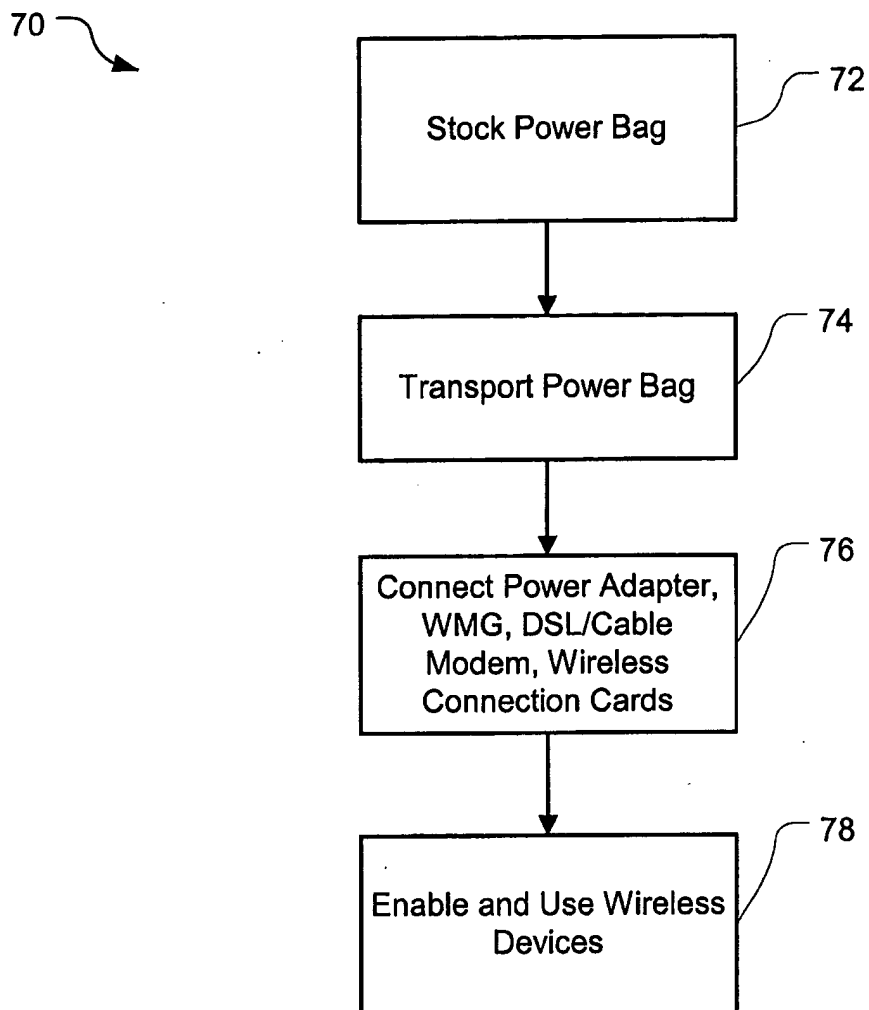 70
72
Stock Power Bag
74
Transport Power Bag
76
Connect Power Adapter,
WMG, DSL/Cable
Modem, Wireless
Connection Cards
78
Enable and Use Wireless
Devices